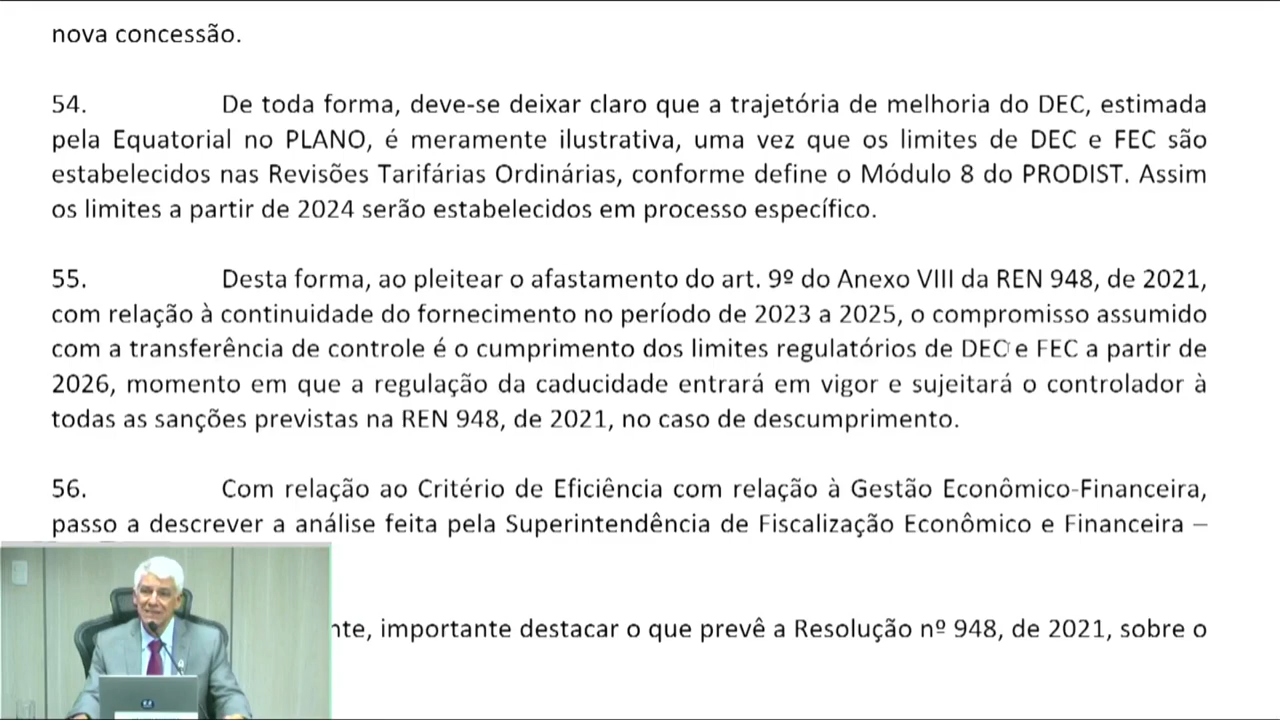 nova concessão.
54. De toda forma, deve-se deixar claro que a trajetória de melhoria do DEC, estimada
pela Equatorial no PLANO, é meramente ilustrativa, uma vez que os limites de DEC e FEC são
estabelecidos nas Revisões Tarifárias Ordinárias, conforme define o Módulo 8 do PRODIST. Assim
os limites a partir de 2024 serão estabelecidos em processo específico.
55. Desta forma, ao pleitear o afastamento do art. 9º do Anexo VIII da REN 948, de 2021,
com relação à continuidade do fornecimento no período de 2023 a 2025, o compromisso assumido
com a transferência de controle é o cumprimento dos limites regulatórios de DEC e FEC a partir de
2026, momento em que a regulação da caducidade entrará em vigor e sujeitará o controlador à
todas as sanções previstas na REN 948, de 2021, no caso de descumprimento.
56. Com relação ao Critério de Eficiência com relação à Gestão Econômico-Financeira,
passo a descrever a análise feita pela Superintendência de Fiscalização Econômico e Financeira –
nte, importante destacar o que prevê a Resolução nº 948, de 2021, sobre o